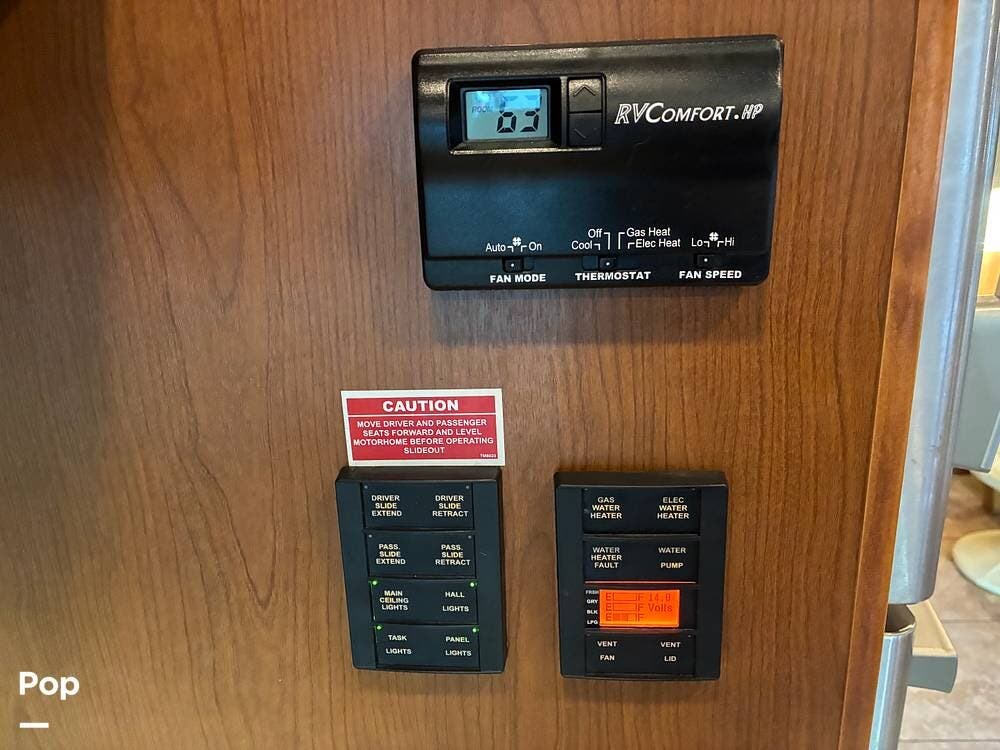 ROOM
63
RVCOMFORT.HP
Off Gas Heat
Auto On Cool Elec Heat Lo Hi
FAN MODE THERMOSTAT FAN SPEED
CAUTION
MOVE DRIVER AND PASSENGER
SEATS FORWARD AND LEVEL
MOTORHOME BEFORE OPERATING
SLIDEOUT
DRIVER SLIDE EXTEND
DRIVER SLIDE RETRACT
PASS. SLIDE EXTEND
PASS. SLIDE RETRACT
MAIN CEILING LIGHTS
HALL LIGHTS
TASK LIGHTS
PANEL LIGHTS
GAS WATER HEATER
ELEC WATER HEATER
WATER HEATER FAULT
WATER PUMP
FRSH
GRY
BLK
LPG
E F 14.0
E F Volts
E F
VENT FAN
VENT LID
Pop